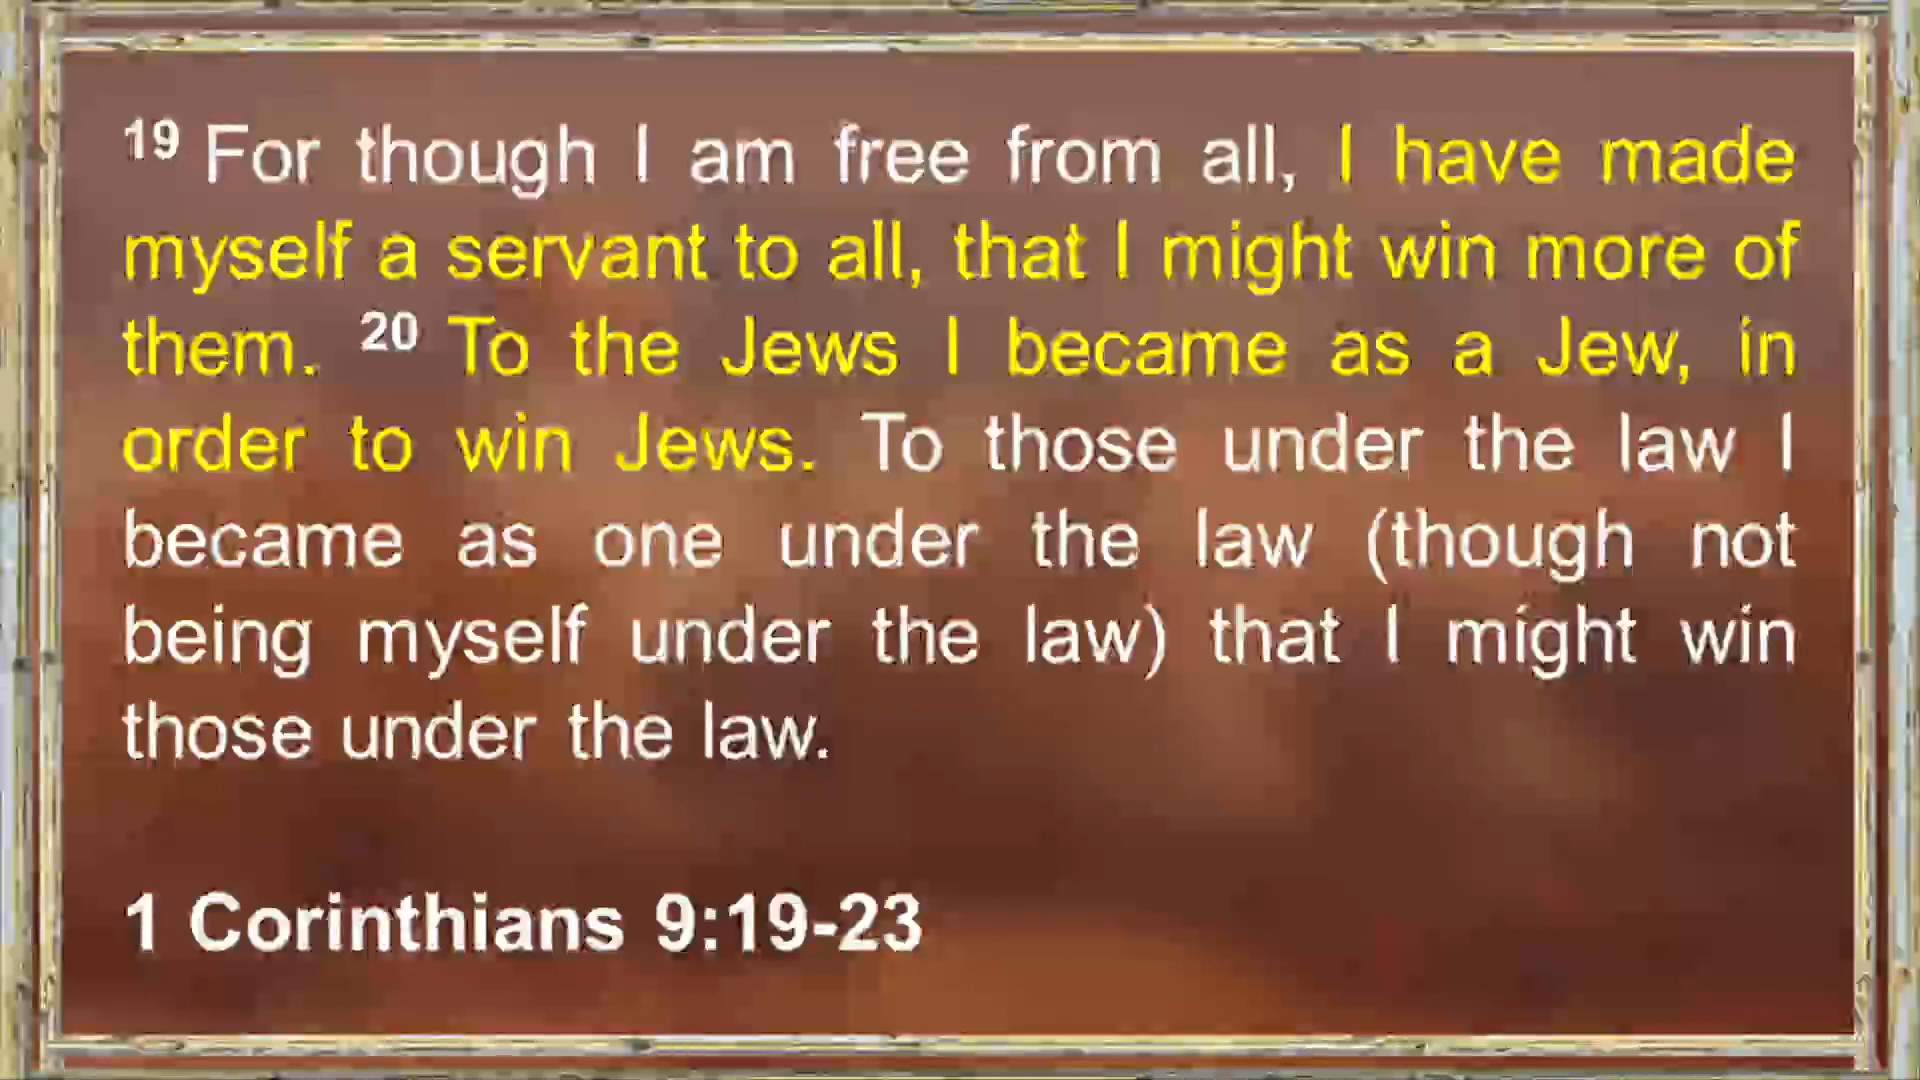 19 For though I am free from all, I have made
myself a servant to all, that I might win more of
them. 20 To the Jews I became as a Jew, in
order to win Jews. To those under the law I
became as one under the law (though not
being myself under the law) that I might win
those under the law.
1 Corinthians 9:19-23